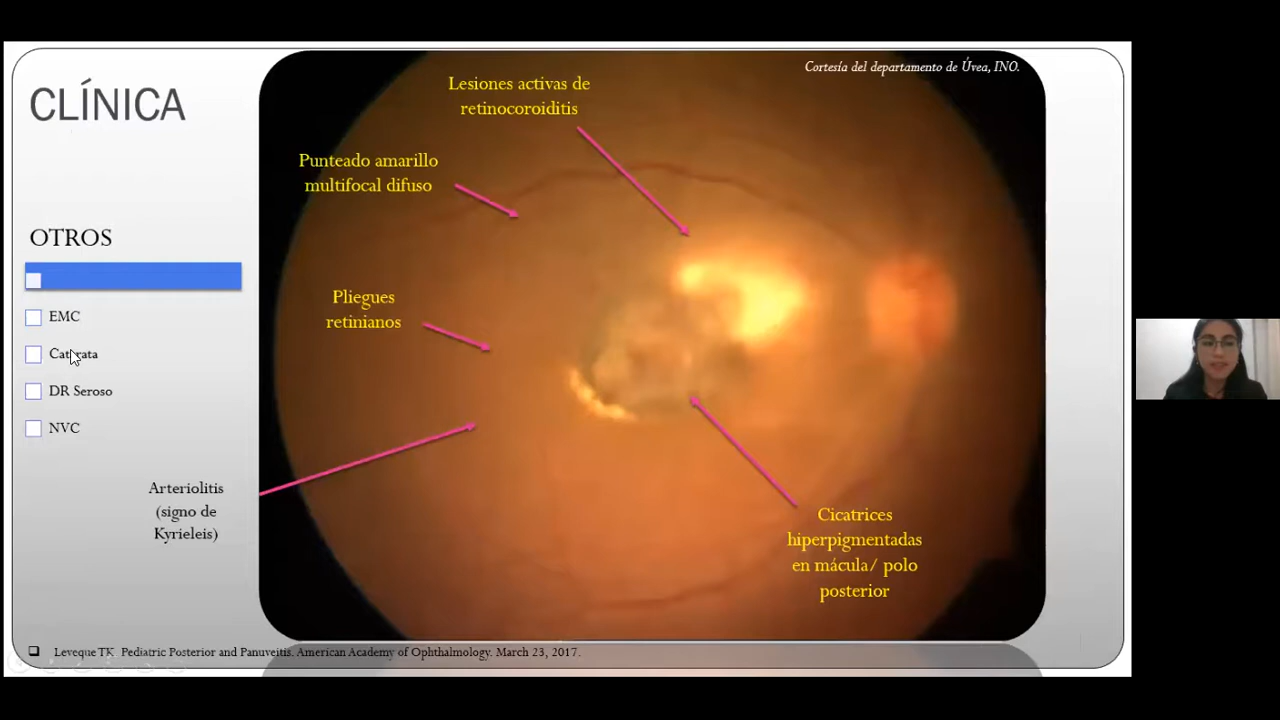 CLÍNICA
Cortesía del departamento de Úvea, INO.
Lesiones activas de
retinocoroiditis
Punteado amarillo
multifocal difuso
OTROS
EMC
Catarata
DR Seroso
NVC
Pliegues
retinianos
Arteriolitis
(signo de
Kyrieleis)
Cicatrices
hiperpigmentadas
en mácula/ polo
posterior
Leveque TK Pediatric Posterior and Panuveitis. American Academy of Ophthalmology. March 23, 2017.